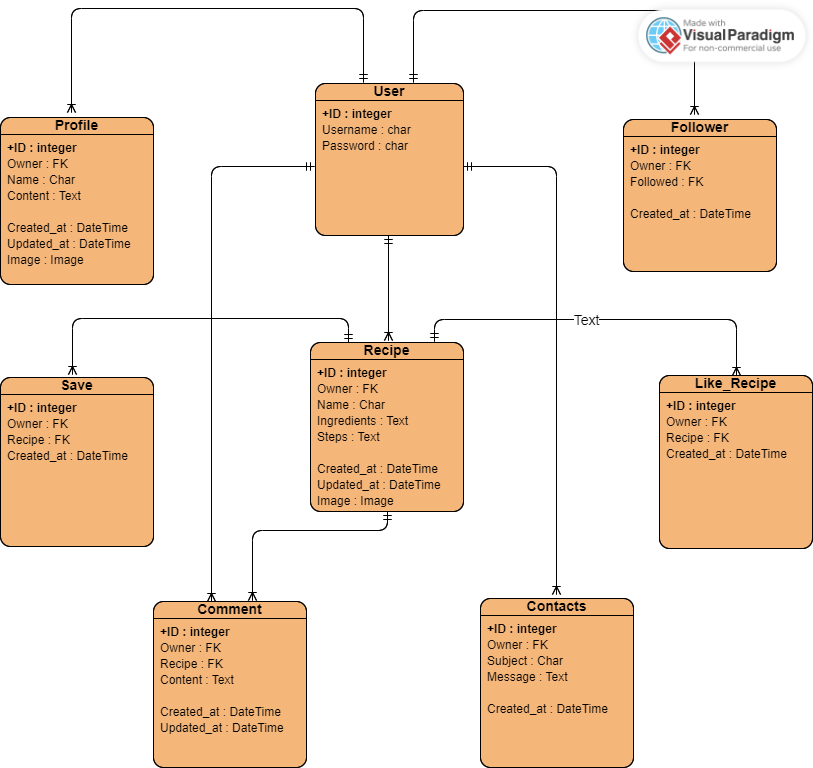 Made with
VisualParadigm
For non-commercial use
User
+ID : integer
Username : char
Password : char
Profile
+ID : integer
Owner : FK
Name : Char
Content : Text
Created_at : DateTime
Updated_at : DateTime
Image : Image
Follower
+ID : integer
Owner : FK
Followed : FK
Created_at : DateTime
Text
Recipe
+ID : integer
Owner : FK
Name : Char
Ingredients : Text
Steps : Text
Created_at : DateTime
Updated_at : DateTime
Image : Image
Save
+ID : integer
Owner : FK
Recipe : FK
Created_at : DateTime
Like_Recipe
+ID : integer
Owner : FK
Recipe : FK
Created_at : DateTime
Comment
+ID : integer
Owner : FK
Recipe : FK
Content : Text
Created_at : DateTime
Updated_at : DateTime
Contacts
+ID : integer
Owner : FK
Subject : Char
Message : Text
Created_at : DateTime